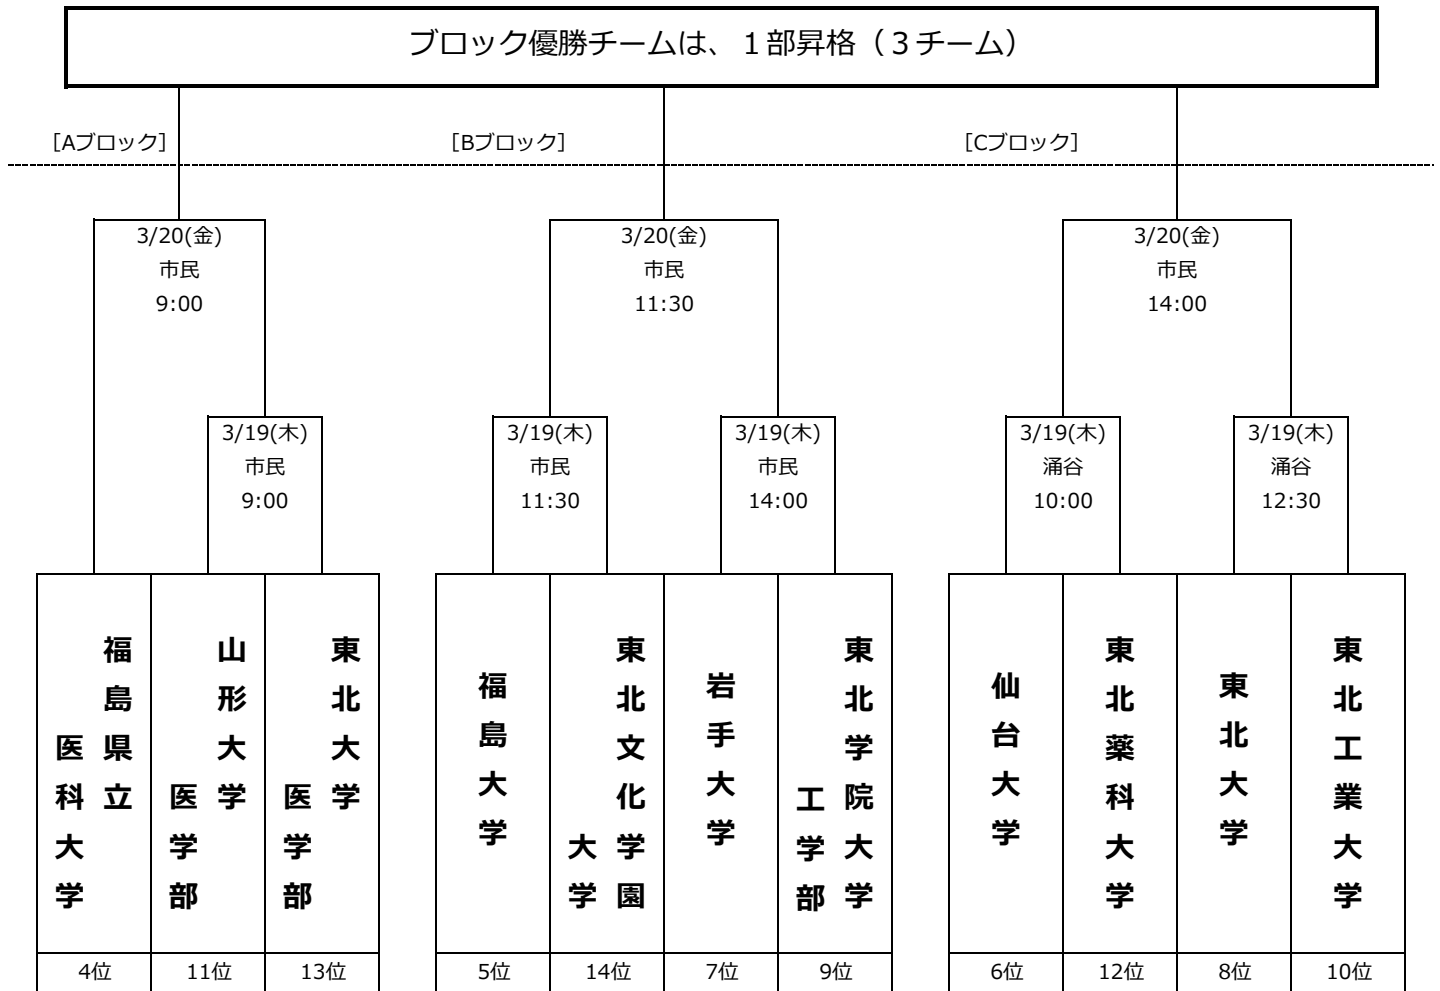 ブロック優勝チームは、１部昇格（３チーム）
［Aブロック］
［Bブロック］
［Cブロック］
3/20(金)
市民
9:00
3/20(金)
市民
11:30
3/20(金)
市民
14:00
3/19(木)
市民
9:00
3/19(木)
市民
11:30
3/19(木)
市民
14:00
3/19(木)
涌谷
10:00
3/19(木)
涌谷
12:30
福島県立
医科大学
山形大学
医学部
東北大学
医学部
福島大学
東北文化学園
大学
岩手大学
東北学院大学
工学部
仙台大学
東北薬科大学
東北大学
東北工業大学
4位
11位
13位
5位
14位
7位
9位
6位
12位
8位
10位